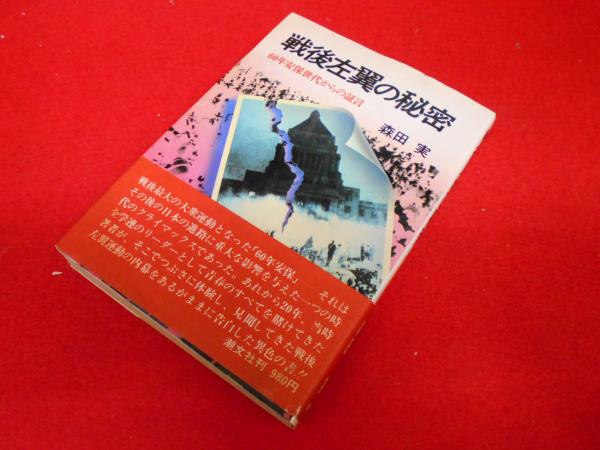 戦後左翼の秘密
60年安保世代からの証言
森田 実
戦後最大の大衆運動となった「60年安保」――それは
その後の日本の進路に重大な影響を与えた一つの時
代のクライマックスであった。あれから20年、当時
全学連のリーダーとして青春のすべてを賭けてきた
著者が、そこでつぶさに体験し、見聞してきた戦後
左翼運動の内幕をあるがままに告白した異色の書!!
潮文社刊 980円